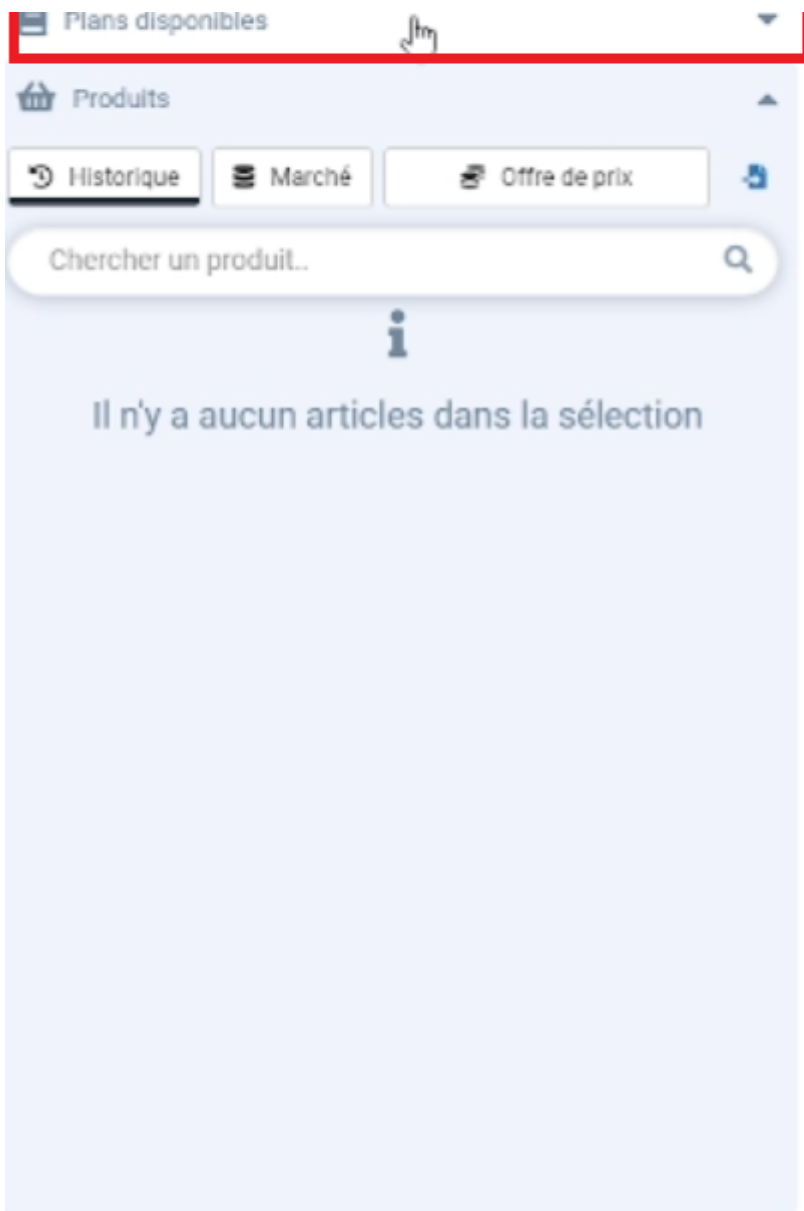 Plans disponibles
Produits
Historique Marché Offre de prix
Chercher un produit..
Il n'y a aucun articles dans la sélection